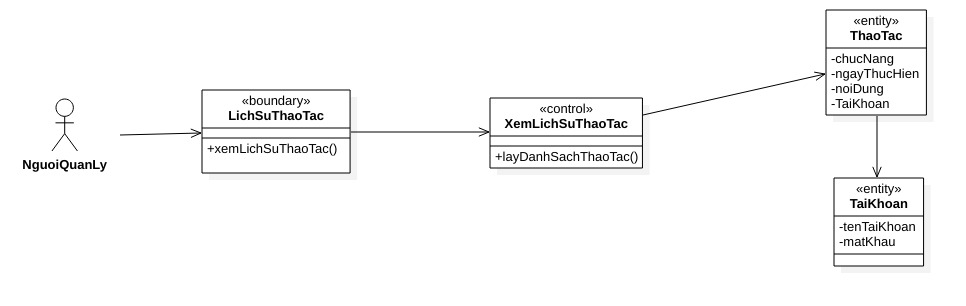 NguoiQuanLy
«boundary»
LichSuThaoTac
+xemLichSuThaoTac()
«control»
XemLichSuThaoTac
+layDanhSachThaoTac()
«entity»
ThaoTac
-chucNang
-ngayThucHien
-noiDung
-TaiKhoan
«entity»
TaiKhoan
-tenTaiKhoan
-matKhau